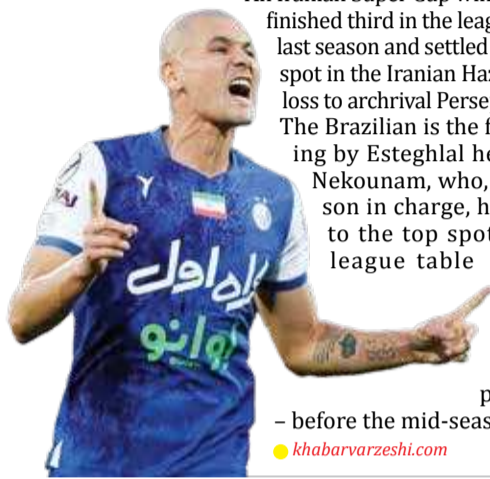 finished third in the leag
last season and settled
spot in the Iranian Haz
loss to archrival Perse
The Brazilian is the f
ing by Esteghlal he
Nekounam, who,
son in charge, h
to the top spot
league table
p
– before the mid-seas
khabarvarzeshi.com
همراه اول